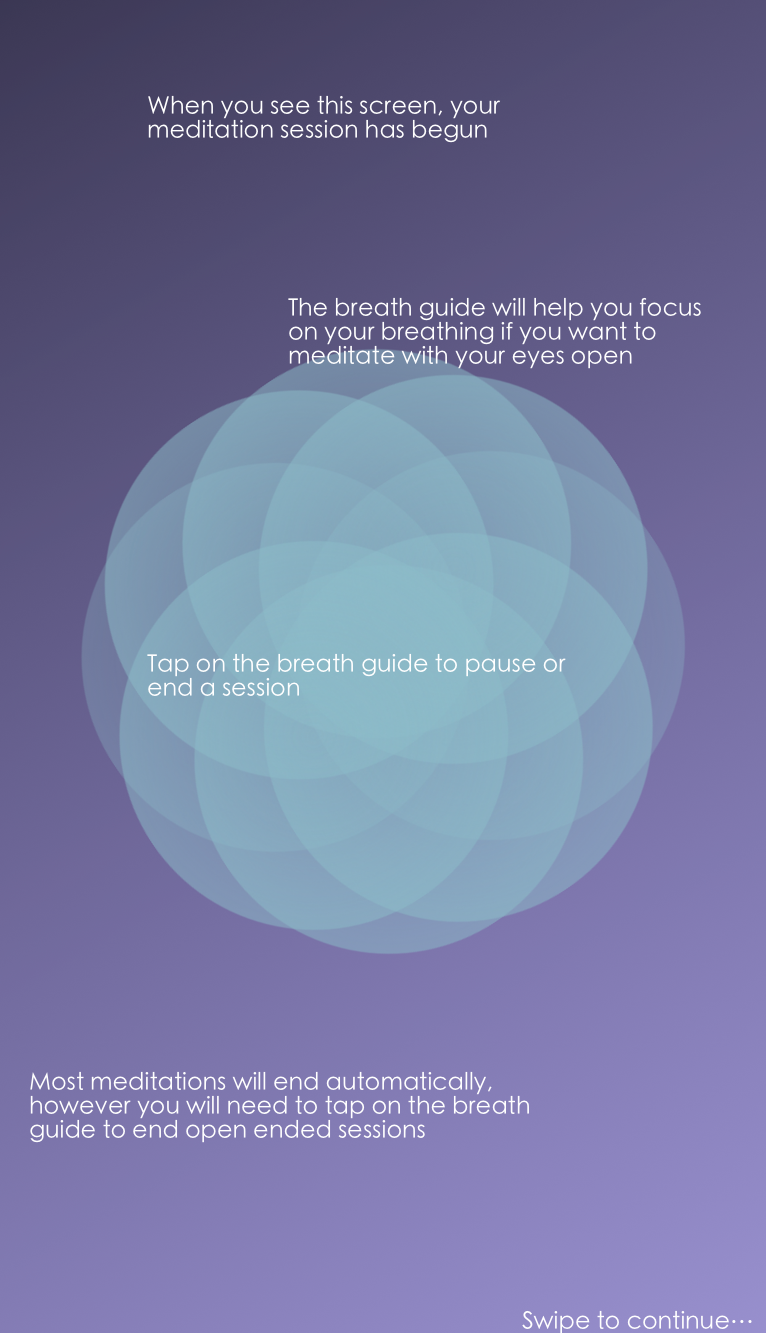 When you see this screen, your
meditation session has begun
The breath guide will help you focus
on your breathing if you want to
meditate with your eyes open
Tap on the breath guide to pause or
end a session
Most meditations will end automatically,
however you will need to tap on the breath
guide to end open ended sessions
Swipe to continue···